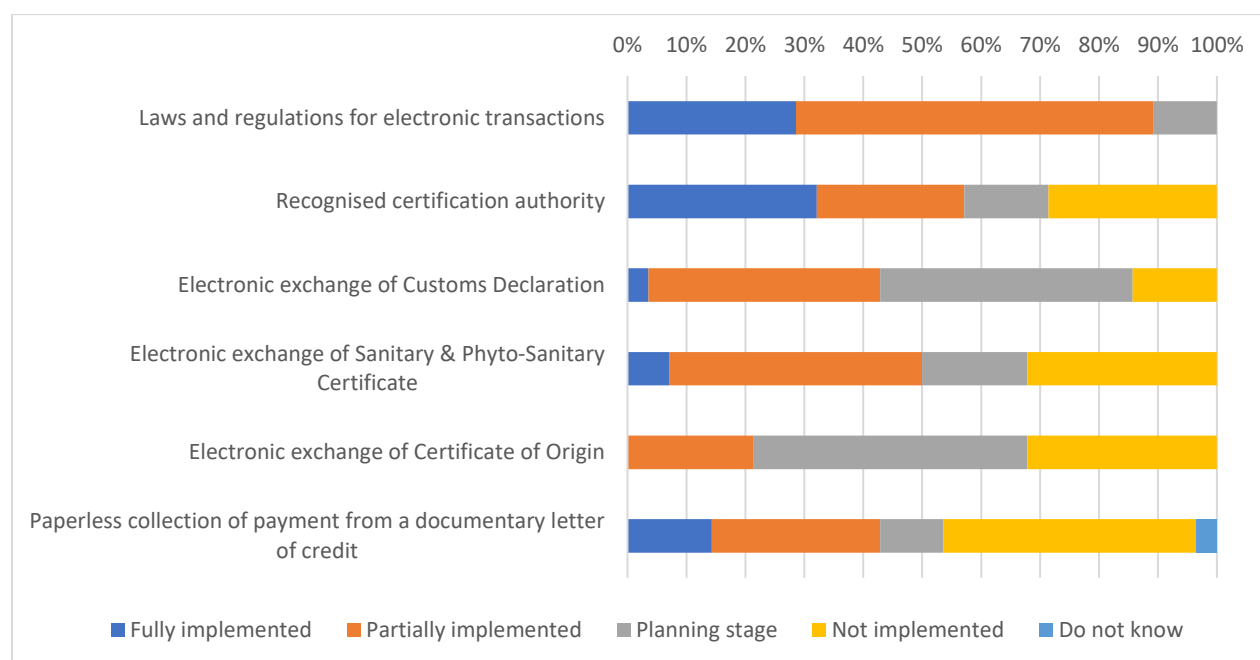 0% 10% 20% 30% 40% 50% 60% 70% 80% 90% 100%
Laws and regulations for electronic transactions
Recognised certification authority
Electronic exchange of Customs Declaration
Electronic exchange of Sanitary & Phyto-Sanitary
Certificate
Electronic exchange of Certificate of Origin
Paperless collection of payment from a documentary letter
of credit
Fully implemented Partially implemented Planning stage Not implemented Do not know